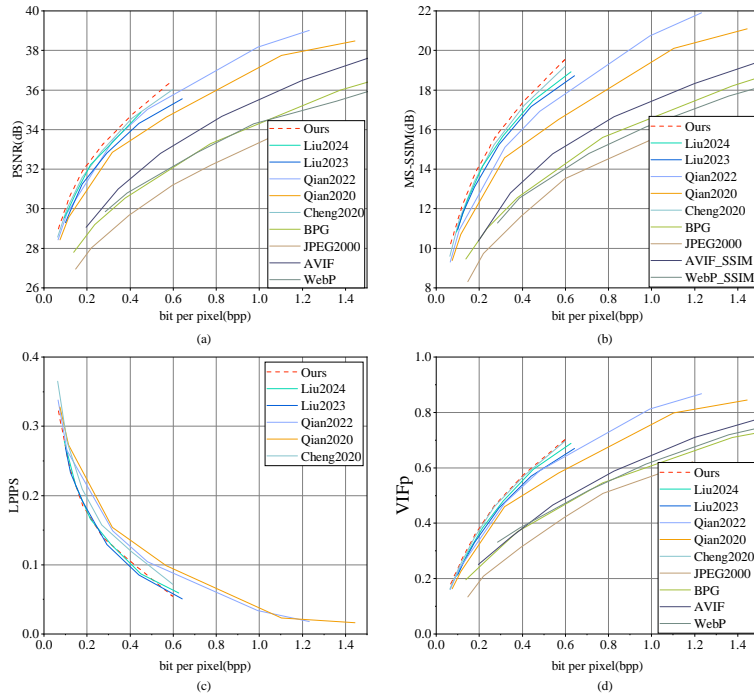 40
38
36
34
32
30
28
26
PSNR(dB)
0.0 0.2 0.4 0.6 0.8 1.0 1.2 1.4
bit per pixel(bpp)
Ours
Liu2024
Liu2023
Qian2022
Qian2020
Cheng2020
BPG
JPEG2000
AVIF
WebP
(a)
22
20
18
16
14
12
10
8
MS-SSIM(dB)
0.0 0.2 0.4 0.6 0.8 1.0 1.2 1.4
bit per pixel(bpp)
Ours
Liu2024
Liu2023
Qian2022
Qian2020
Cheng2020
BPG
JPEG2000
AVIF_SSIM
WebP_SSIM
(b)
0.4
0.3
0.2
0.1
0.0
LPIPS
0.0 0.2 0.4 0.6 0.8 1.0 1.2 1.4
bit per pixel(bpp)
Ours
Liu2024
Liu2023
Qian2022
Qian2020
Cheng2020
(c)
1.0
0.8
0.6
0.4
0.2
0.0
VIFp
0.0 0.2 0.4 0.6 0.8 1.0 1.2 1.4
bit per pixel(bpp)
Ours
Liu2024
Liu2023
Qian2022
Qian2020
Cheng2020
JPEG2000
BPG
AVIF
WebP
(d)